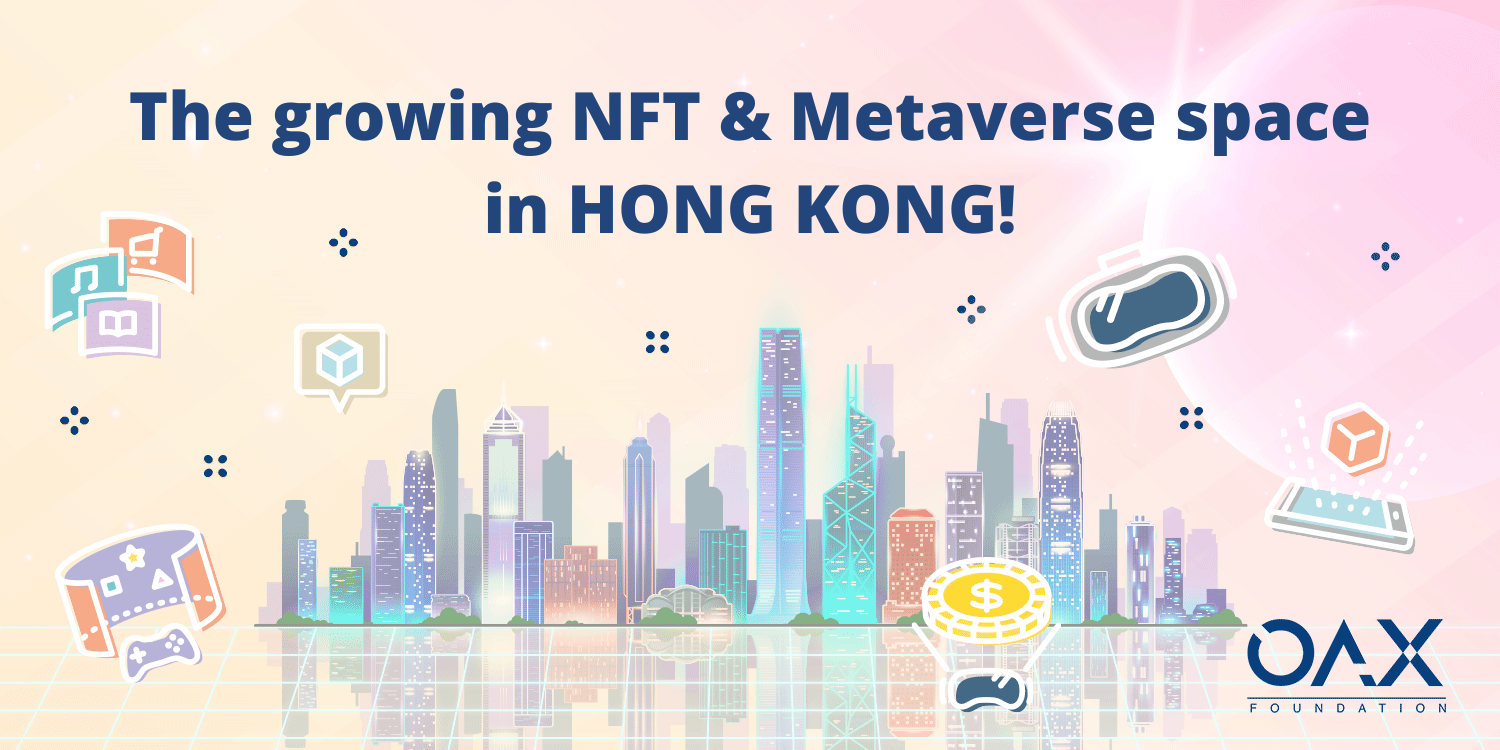 The growing NFT & Metaverse space
in HONG KONG!
$
OAX
FOUNDATION